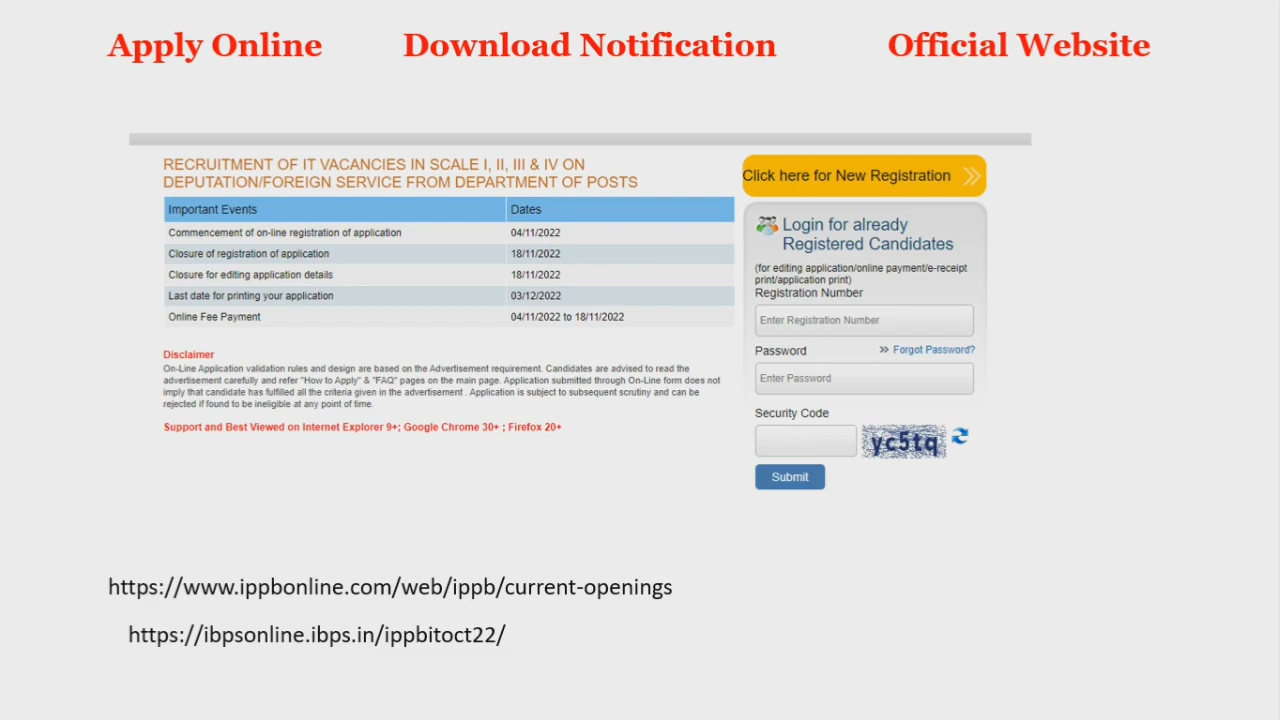 Apply Online Download Notification Official Website
RECRUITMENT OF IT VACANCIES IN SCALE I, II, III & IV ON
DEPUTATION/FOREIGN SERVICE FROM DEPARTMENT OF POSTS
Important Events Dates
Commencement of on-line registration of application 04/11/2022
Closure of registration of application 18/11/2022
Closure for editing application details 18/11/2022
Last date for printing your application 03/12/2022
Online Fee Payment 04/11/2022 to 18/11/2022
Disclaimer
On-Line Application validation rules and design are based on the Advertisement requirement. Candidates are advised to read the
advertisement carefully and refer "How to Apply" & "FAQ" pages on the main page. Application submitted through On-Line form does not
imply that candidate has fulfilled all the criteria given in the advertisement . Application is subject to subsequent scrutiny and can be
rejected if found to be ineligible at any point of time.
Support and Best Viewed on Internet Explorer 9+; Google Chrome 30+ ; Firefox 20+
Click here for New Registration
Login for already
Registered Candidates
(for editing application/online payment/e-receipt
print/application print)
Registration Number
Enter Registration Number
Password >> Forgot Password?
Enter Password
Security Code
yc5tq
Submit
https://www.ippbonline.com/web/ippb/current-openings
https://ibpsonline.ibps.in/ippbitoct22/